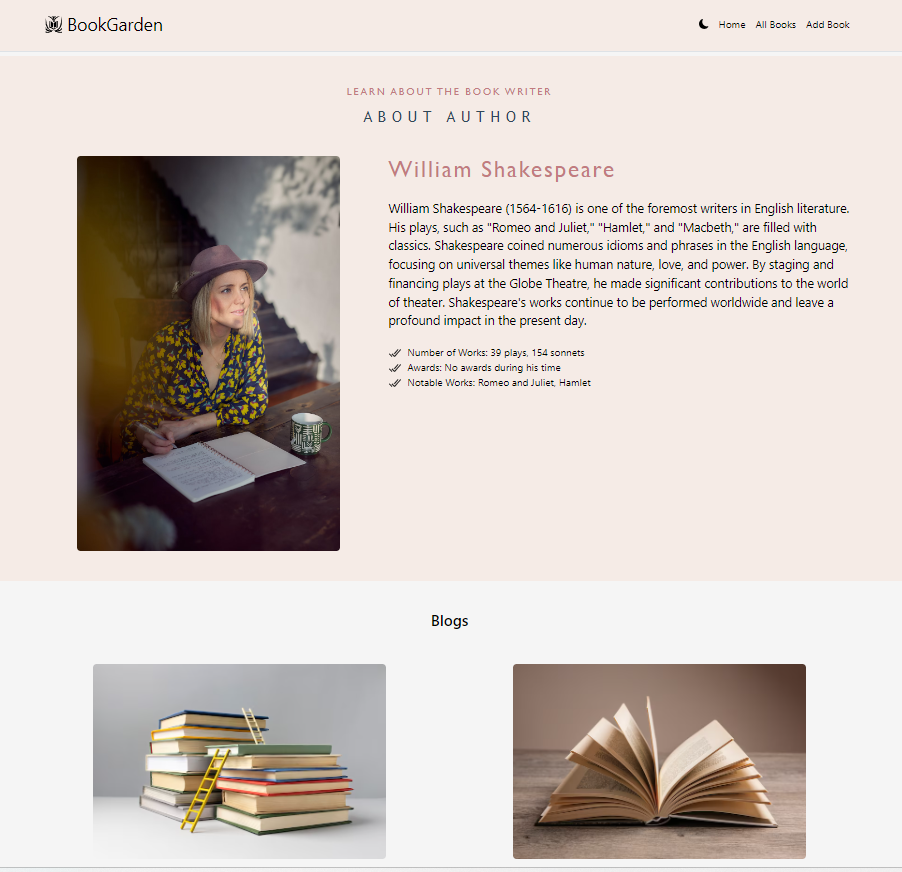 BookGarden
Home All Books Add Book
LEARN ABOUT THE BOOK WRITER
ABOUT AUTHOR
William Shakespeare
William Shakespeare (1564-1616) is one of the foremost writers in English literature.
His plays, such as "Romeo and Juliet," "Hamlet," and "Macbeth," are filled with
classics. Shakespeare coined numerous idioms and phrases in the English language,
focusing on universal themes like human nature, love, and power. By staging and
financing plays at the Globe Theatre, he made significant contributions to the world
of theater. Shakespeare's works continue to be performed worldwide and leave a
profound impact in the present day.
Number of Works: 39 plays, 154 sonnets
Awards: No awards during his time
Notable Works: Romeo and Juliet, Hamlet
Blogs